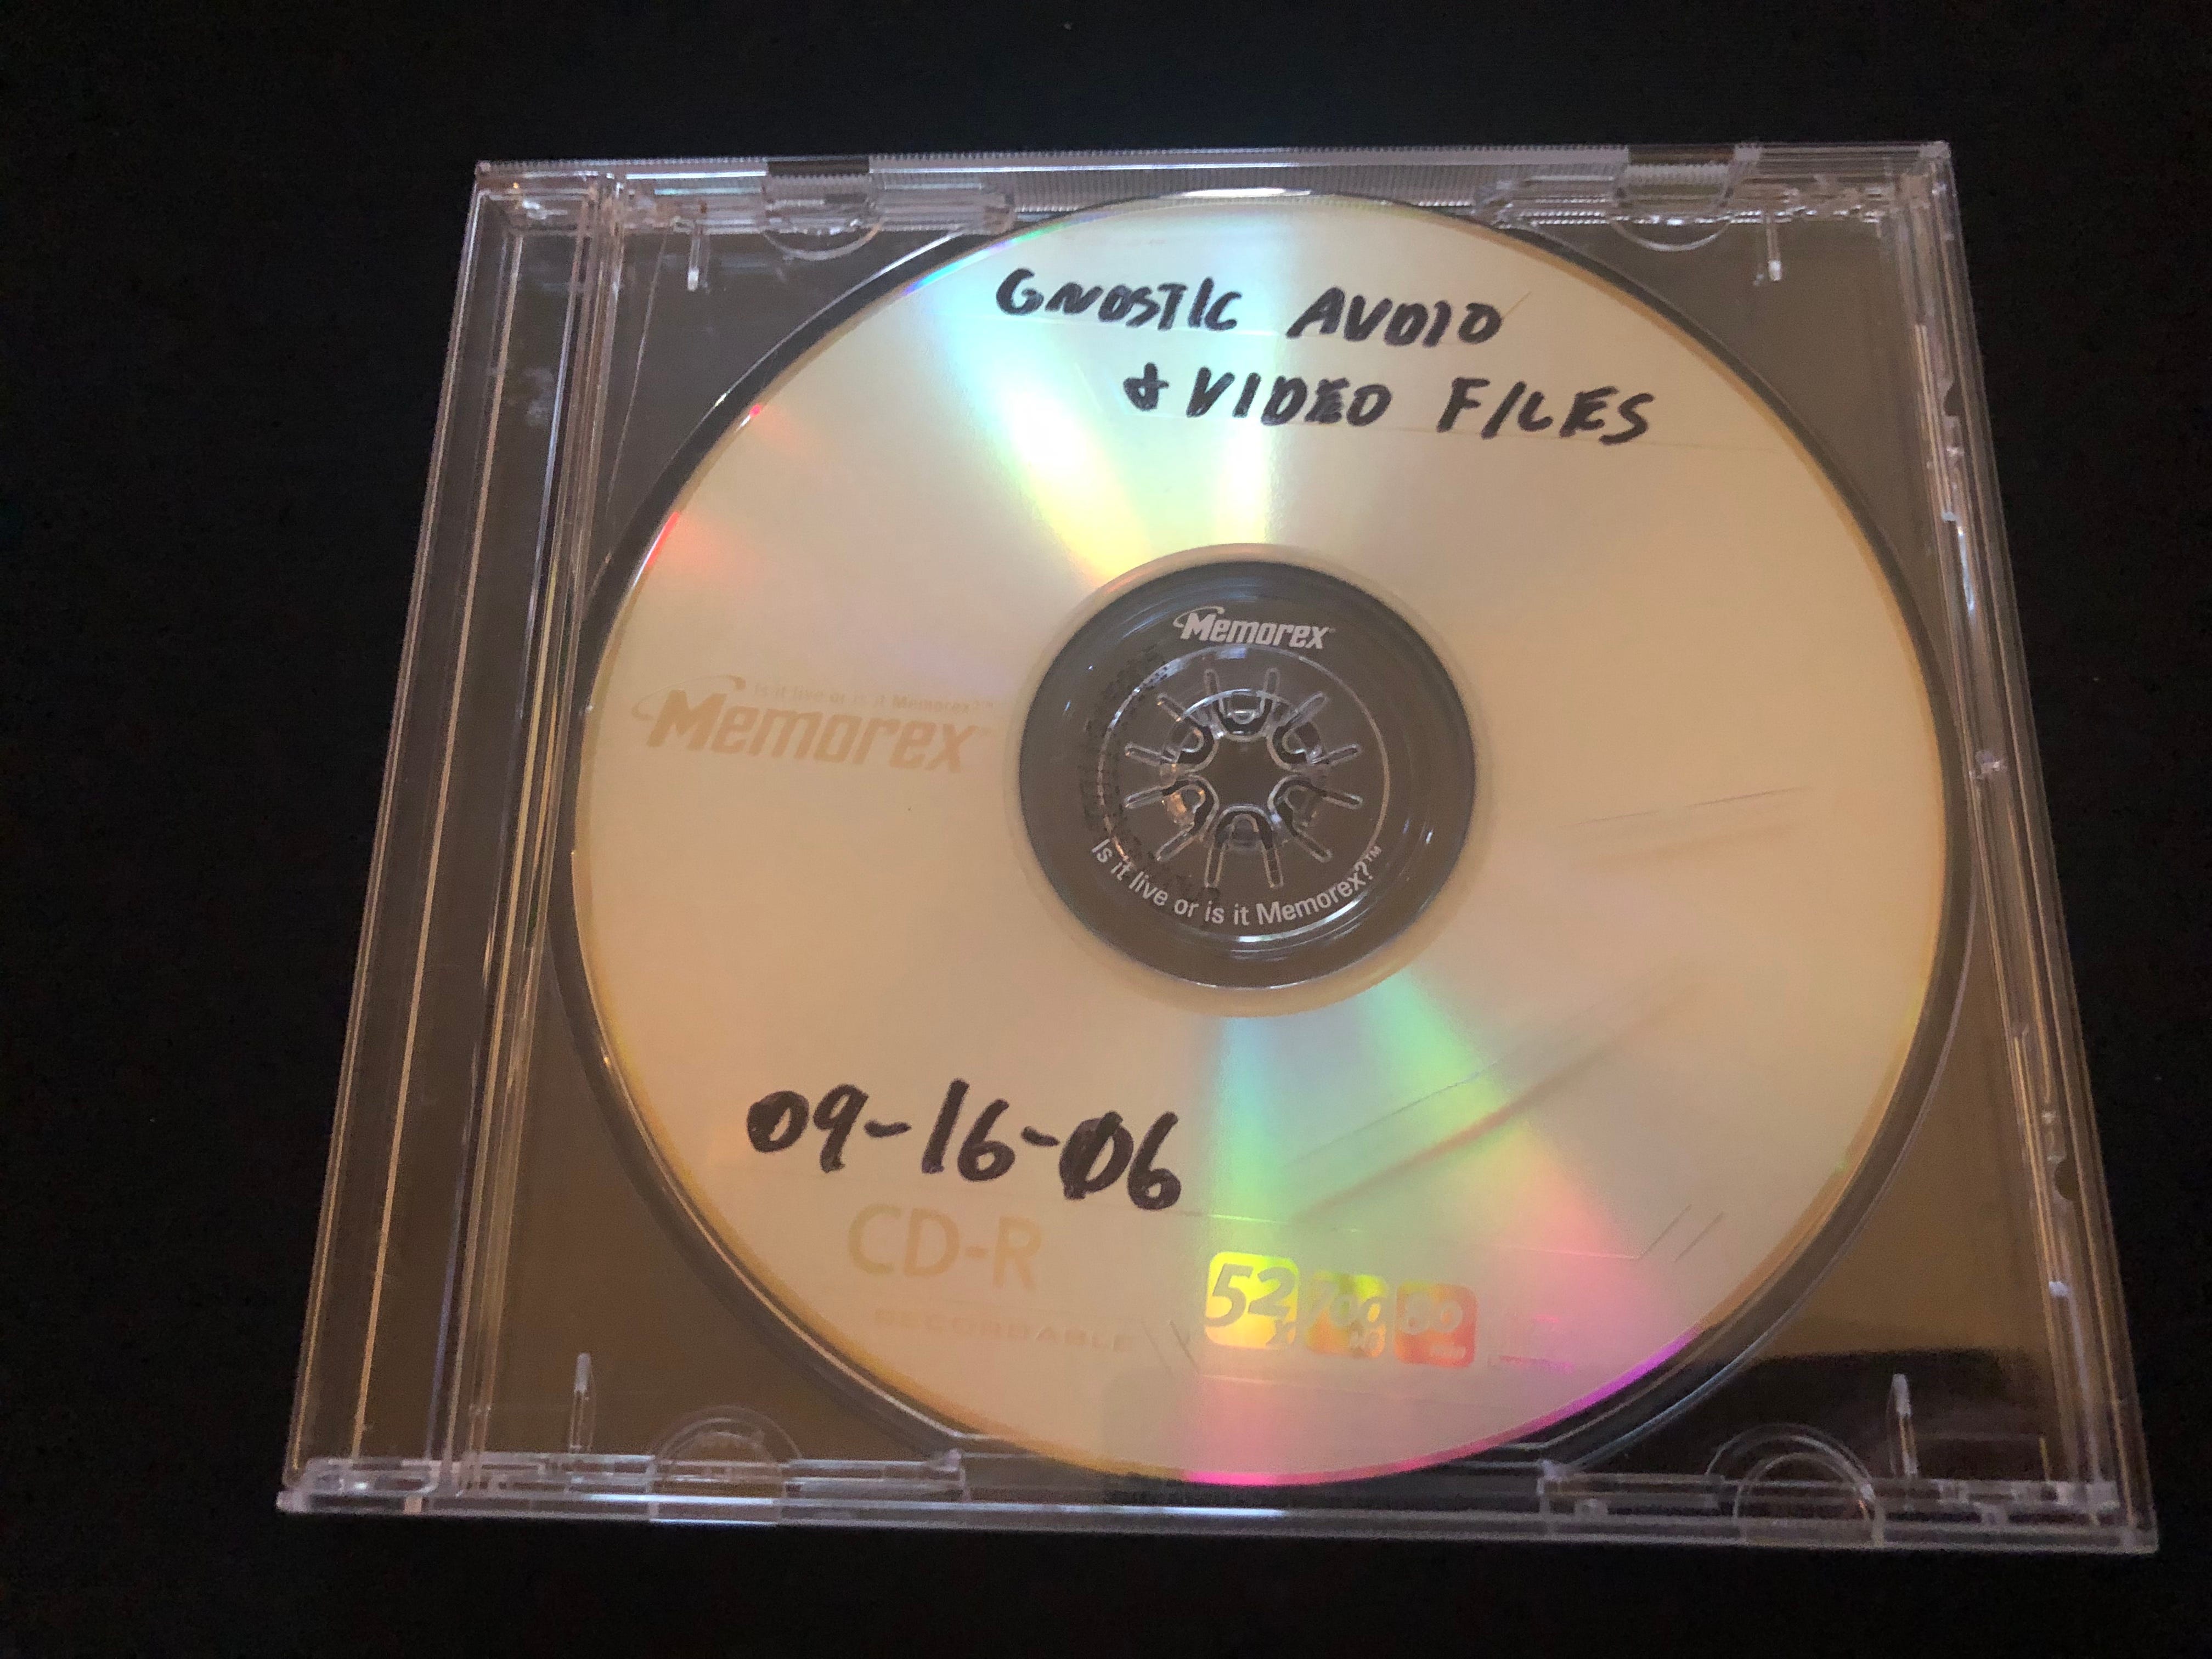 GNOSTIC AUDIO
+ VIDEO FILES
Memorex
Is it live or is it Memorex?™
Memorex
Is it live or is it Memorex?™
09-16-06
CD-R
RECORDABLE
52x 700 80